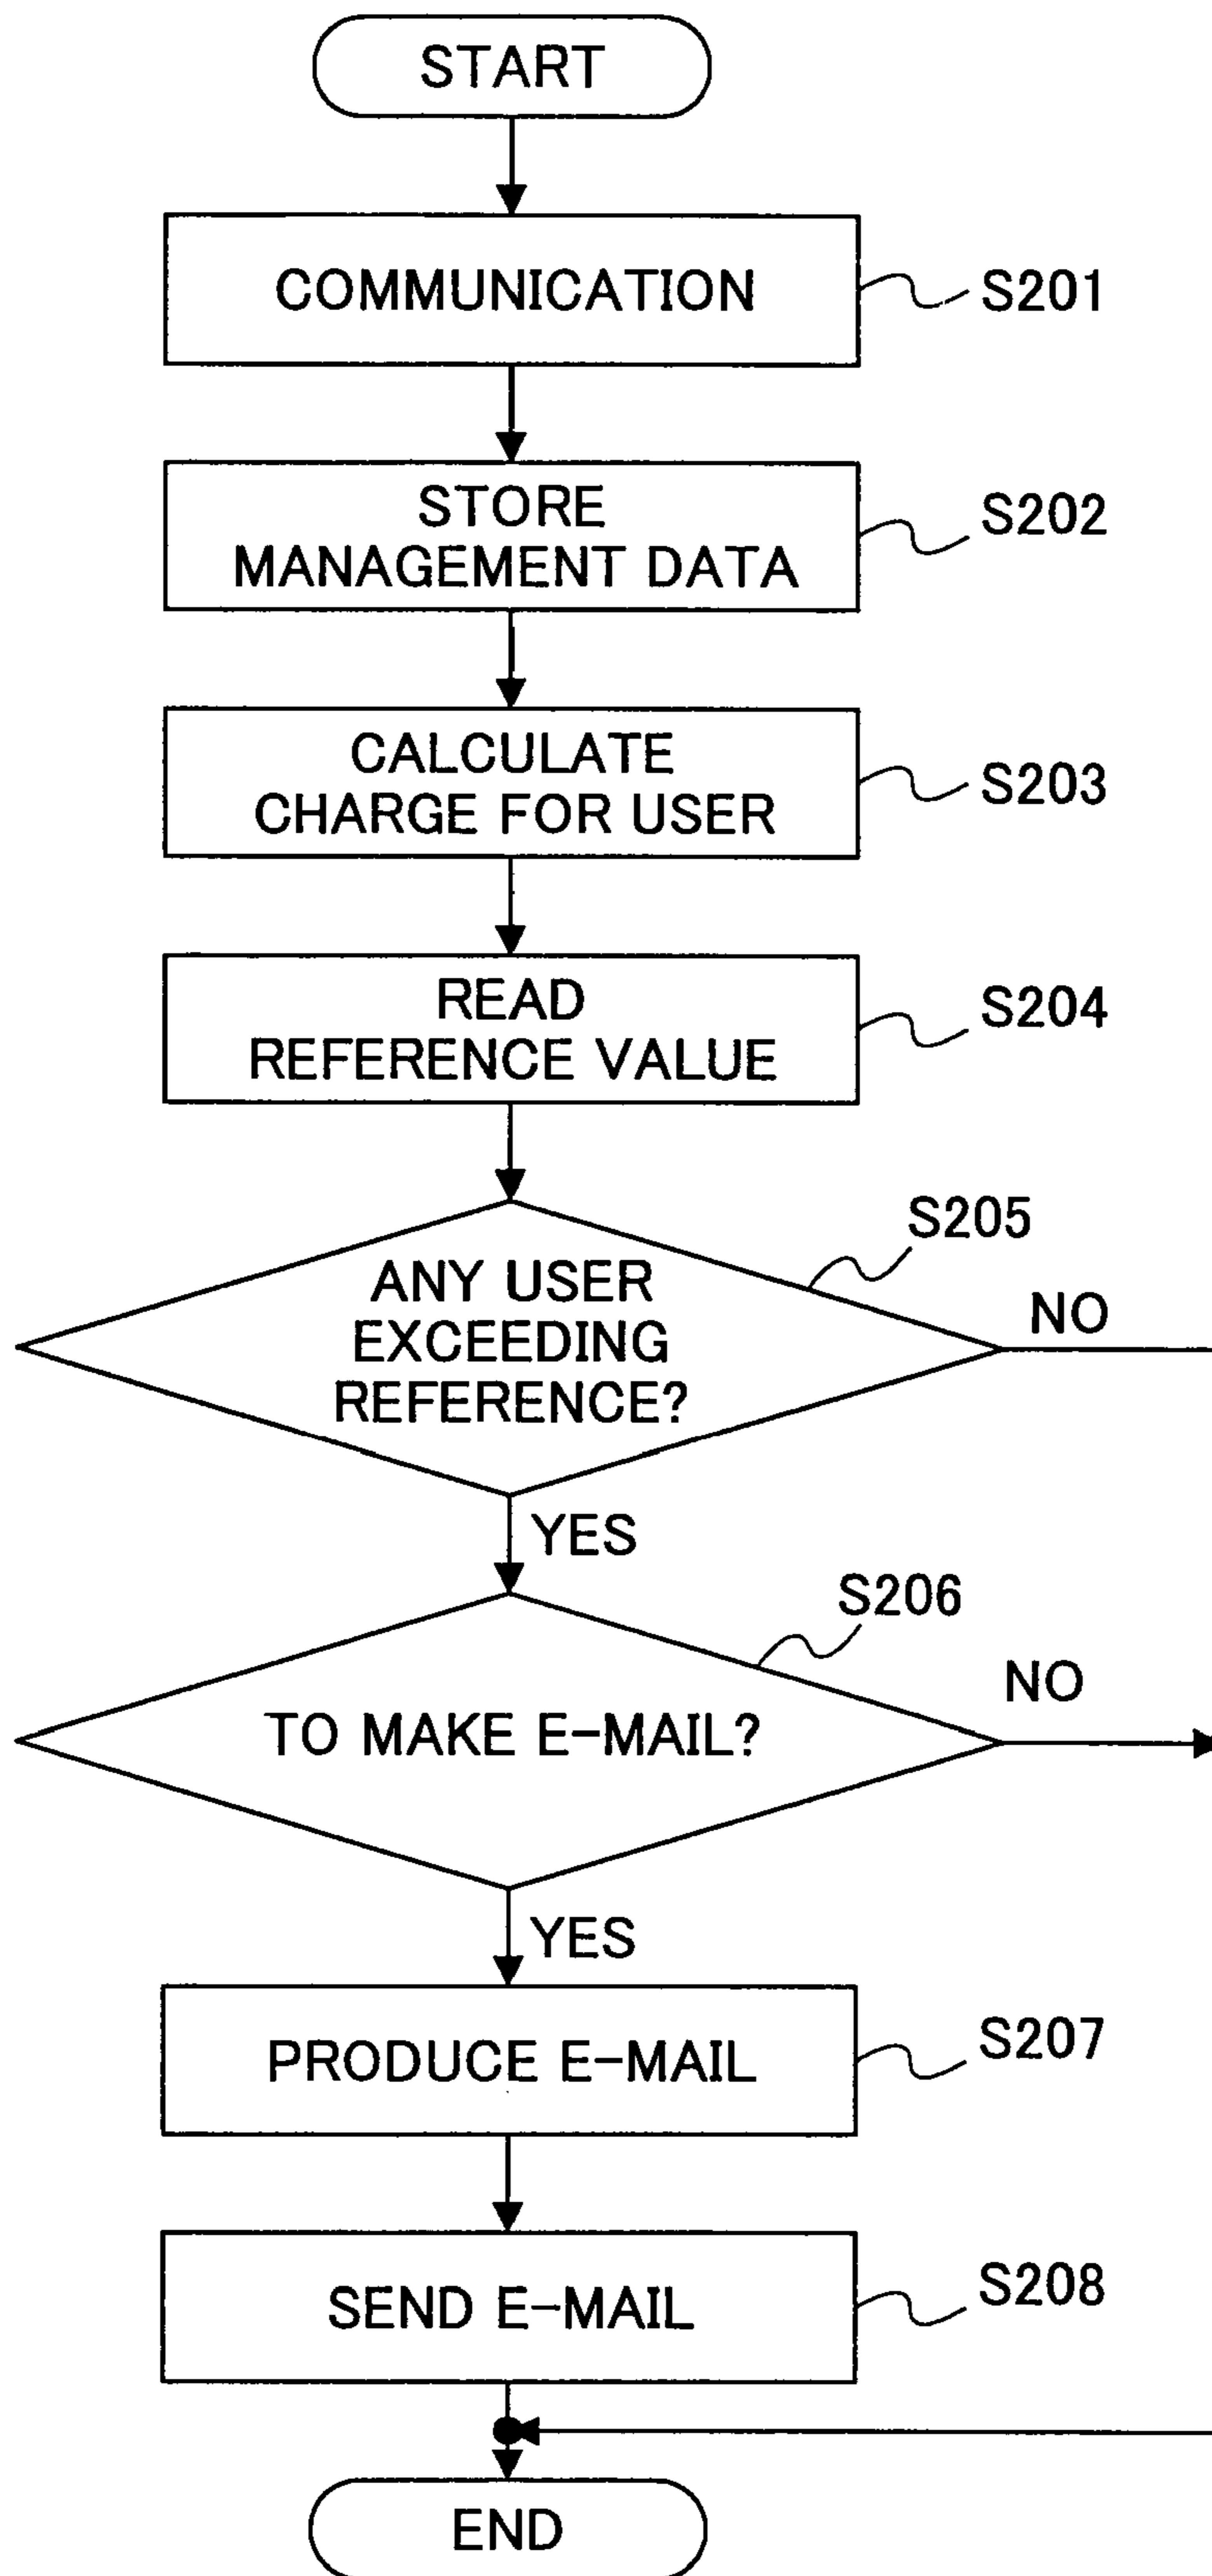 START
COMMUNICATION
S201
STORE
MANAGEMENT DATA
S202
CALCULATE
CHARGE FOR USER
S203
READ
REFERENCE VALUE
S204
S205
ANY USER
EXCEEDING
REFERENCE?
NO
YES
S206
TO MAKE E-MAIL?
NO
YES
PRODUCE E-MAIL
S207
SEND E-MAIL
S208
END